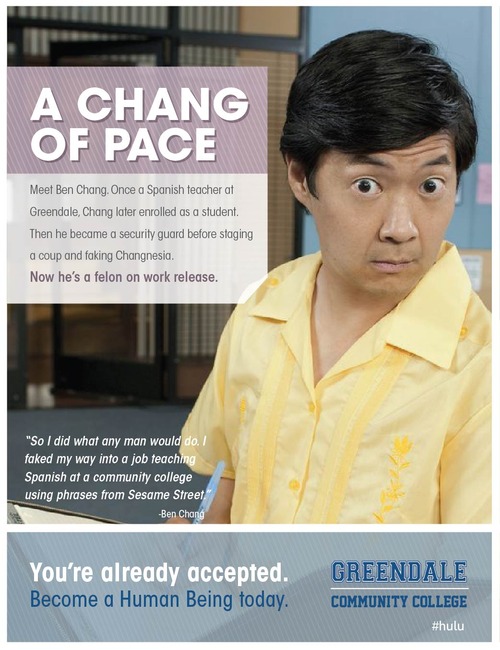 A CHANG
OF PACE
Meet Ben Chang. Once a Spanish teacher at
Greendale, Chang later enrolled as a student.
Then he became a security guard before staging
a coup and faking Changnesia.
Now he's a felon on work release.
"So I did what any man would do. I
faked my way into a job teaching
Spanish at a community college
using phrases from Sesame Street."
-Ben Chang
You're already accepted.
Become a Human Being today.
GREENDALE
COMMUNITY COLLEGE
#hulu